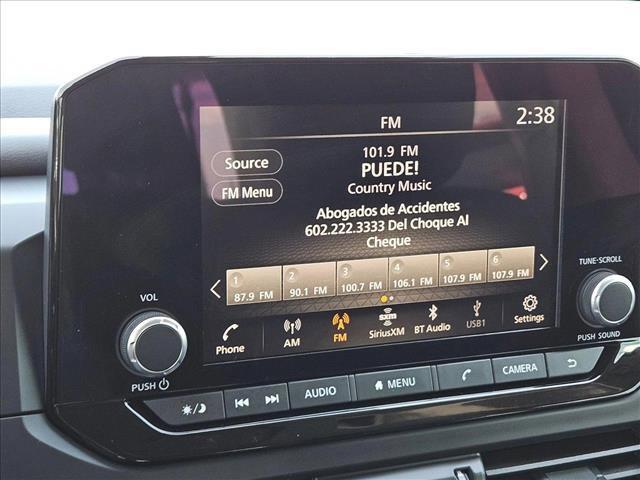 FM
2:38
Source
101.9 FM
PUEDE!
FM Menu
Country Music
Abogados de Accidentes
602.222.3333 Del Choque Al
Cheque
1
87.9 FM
2
90.1 FM
3
100.7 FM
4
106.1 FM
5
107.9 FM
6
107.9 FM
Phone
AM
FM
sxm
SiriusXM
BT Audio
USB1
Settings
VOL
PUSH
TUNE·SCROLL
PUSH SOUND
AUDIO
MENU
CAMERA